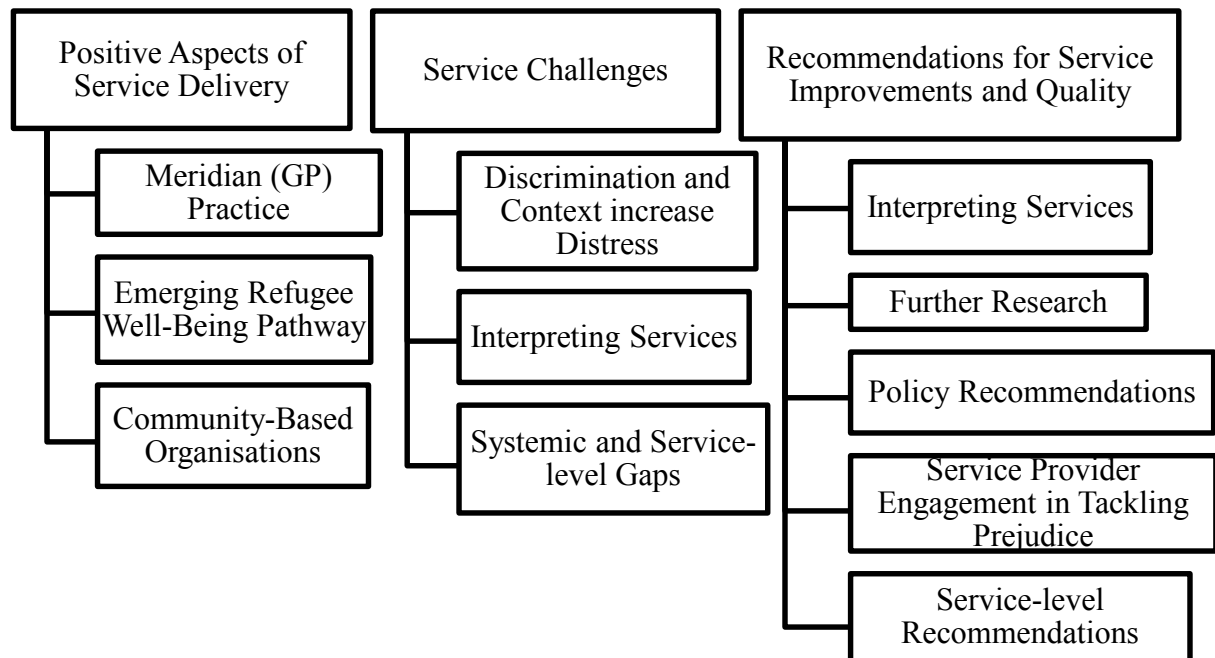 Positive Aspects of
Service Delivery
Meridian (GP)
Practice
Emerging Refugee
Well-Being Pathway
Community-Based
Organisations
Service Challenges
Discrimination and
Context increase
Distress
Interpreting Services
Systemic and Service-
level Gaps
Recommendations for Service
Improvements and Quality
Interpreting Services
Further Research
Policy Recommendations
Service Provider
Engagement in Tackling
Prejudice
Service-level
Recommendations